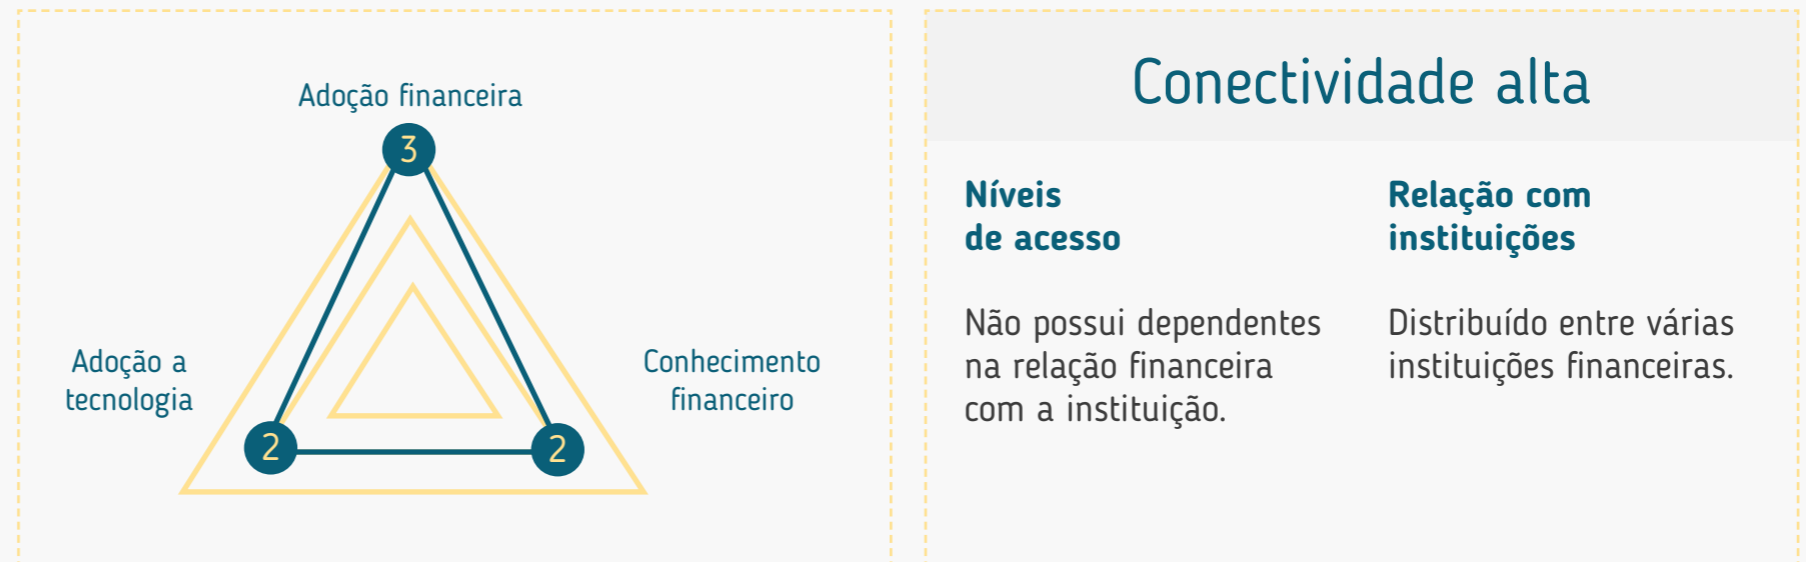 Adoção financeira
3
Adoção a
tecnologia
Conhecimento
financeiro
2
2
Conectividade alta
Níveis
de acesso
Não possui dependentes
na relação financeira
com a instituição.
Relação com
instituições
Distribuído entre várias
instituições financeiras.